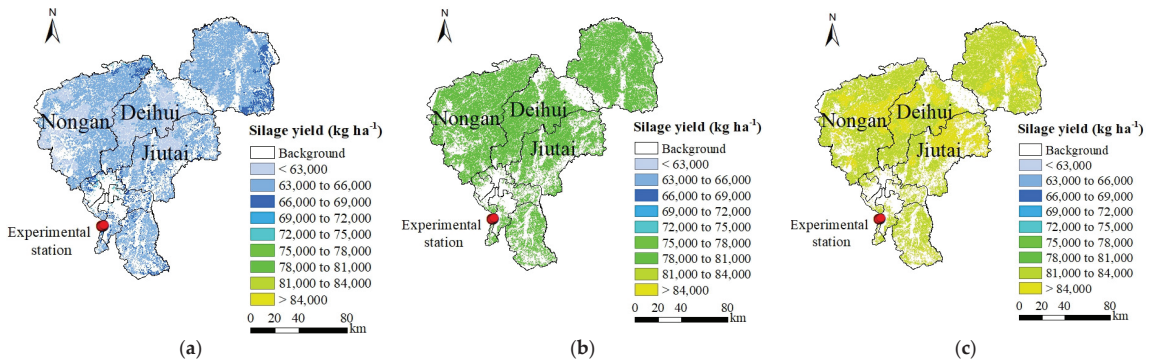 N
Deihui
Nongan
Jiutai
Experimental
station
Silage yield (kg ha-1)
Background
< 63,000
63,000 to 66,000
66,000 to 69,000
69,000 to 72,000
72,000 to 75,000
75,000 to 78,000
78,000 to 81,000
81,000 to 84,000
> 84,000
0 20 40 80
km
(a)
N
Deihui
Nongan
Jiutai
Experimental
station
Silage yield (kg ha-1)
Background
< 63,000
63,000 to 66,000
66,000 to 69,000
69,000 to 72,000
72,000 to 75,000
75,000 to 78,000
78,000 to 81,000
81,000 to 84,000
> 84,000
0 20 40 80
km
(b)
N
Deihui
Nongan
Jiutai
Experimental
station
Silage yield (kg ha-1)
Background
< 63,000
63,000 to 66,000
66,000 to 69,000
69,000 to 72,000
72,000 to 75,000
75,000 to 78,000
78,000 to 81,000
81,000 to 84,000
> 84,000
0 20 40 80
km
(c)